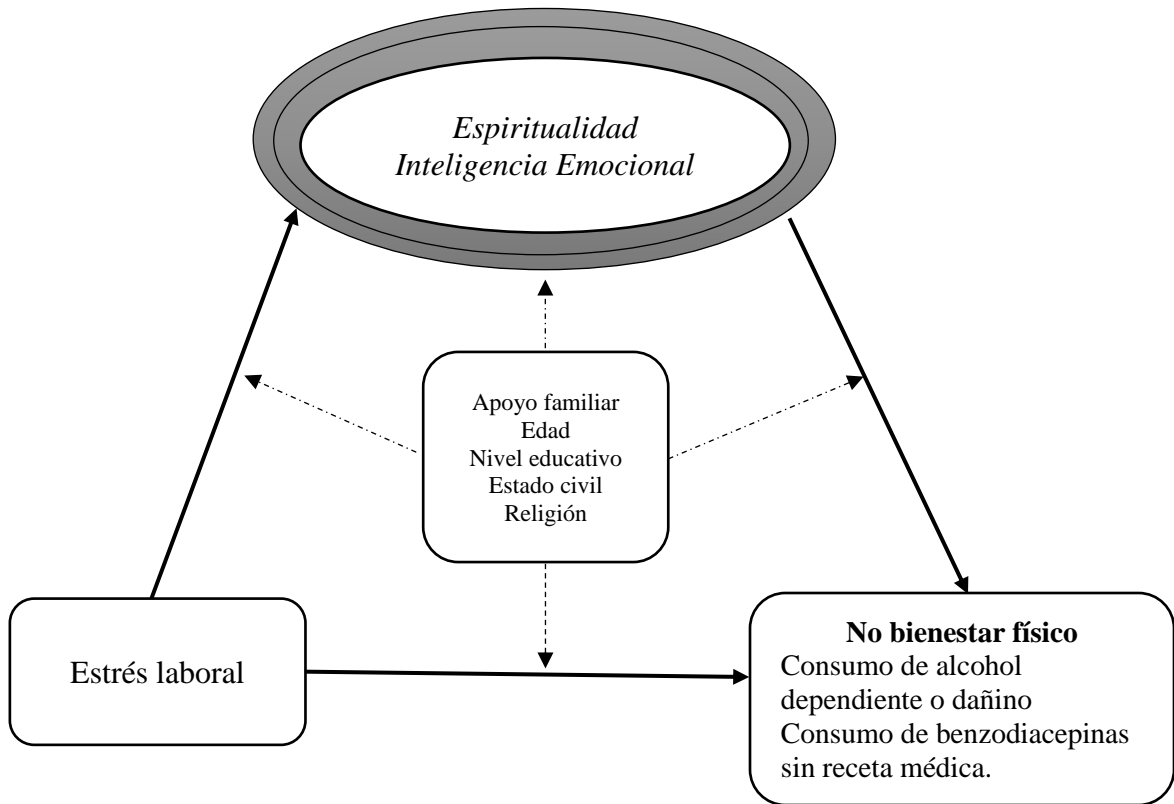 Espiritualidad
Inteligencia Emocional
Apoyo familiar
Edad
Nivel educativo
Estado civil
Religión
Estrés laboral
No bienestar físico
Consumo de alcohol
dependiente o dañino
Consumo de benzodiacepinas
sin receta médica.